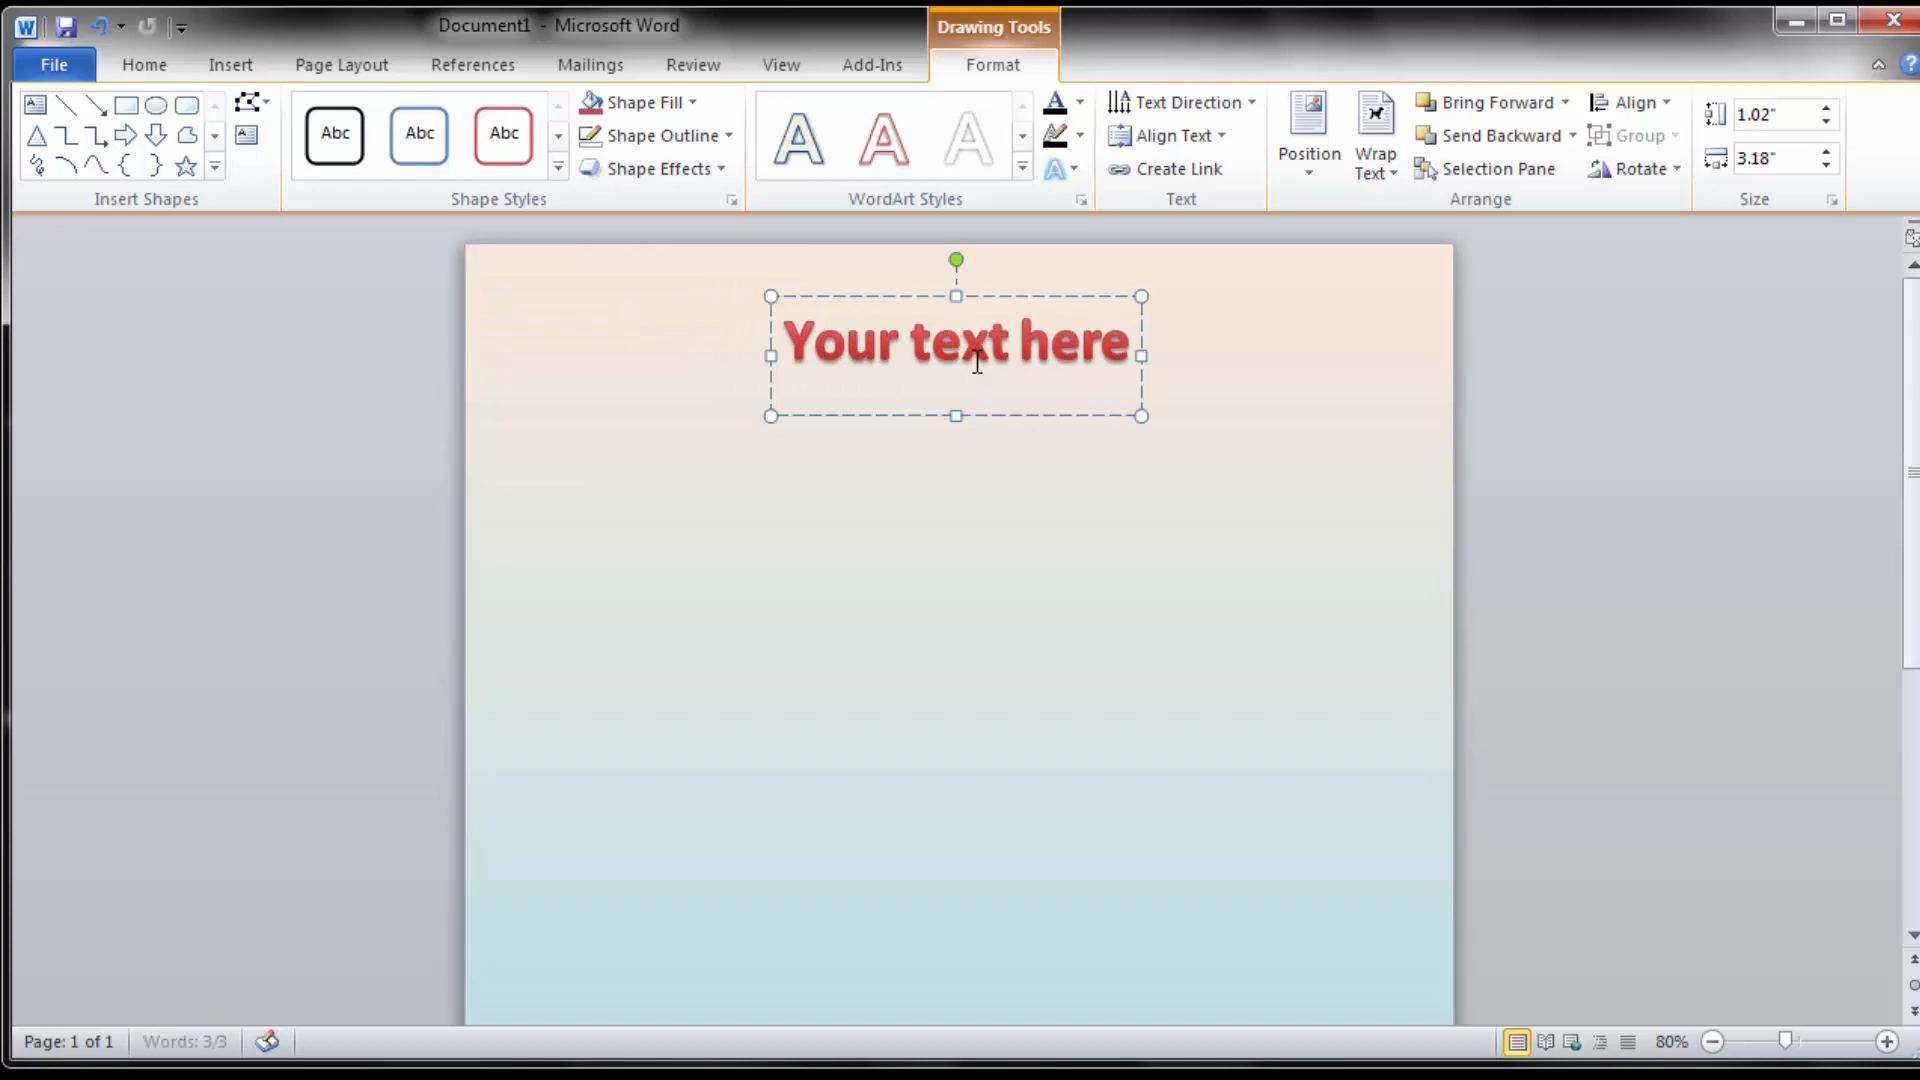 Document1 - Microsoft Word
Drawing Tools
File Home Insert Page Layout References Mailings Review View Add-Ins Format
Abc Abc Abc
Shape Fill
Shape Outline
Shape Effects
Text Direction
Align Text
Create Link
Position
Wrap Text
Bring Forward
Send Backward
Selection Pane
Align
Group
Rotate
1.02"
3.18"
Insert Shapes Shape Styles WordArt Styles Text Arrange Size
Your text here
Page: 1 of 1 Words: 3/3 80%